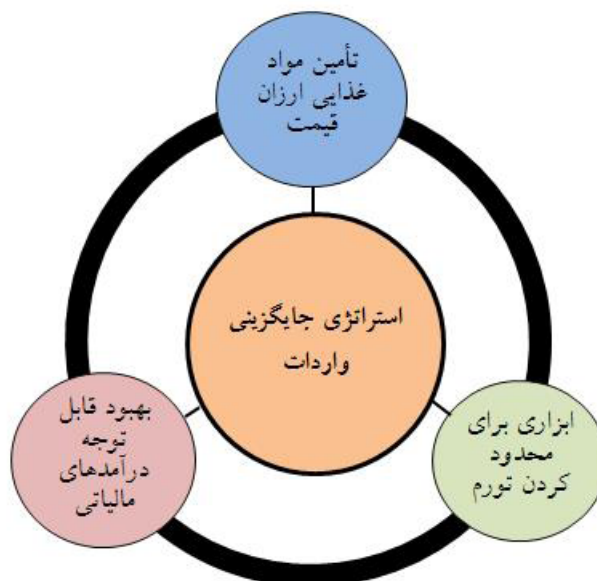 تأمین مواد
غذایی ارزان
قیمت
استراتژی جایگزینی
واردات
ابزاری برای
محدود
کردن تورم
بهبود قابل
توجه
درآمدهای
مالیاتی